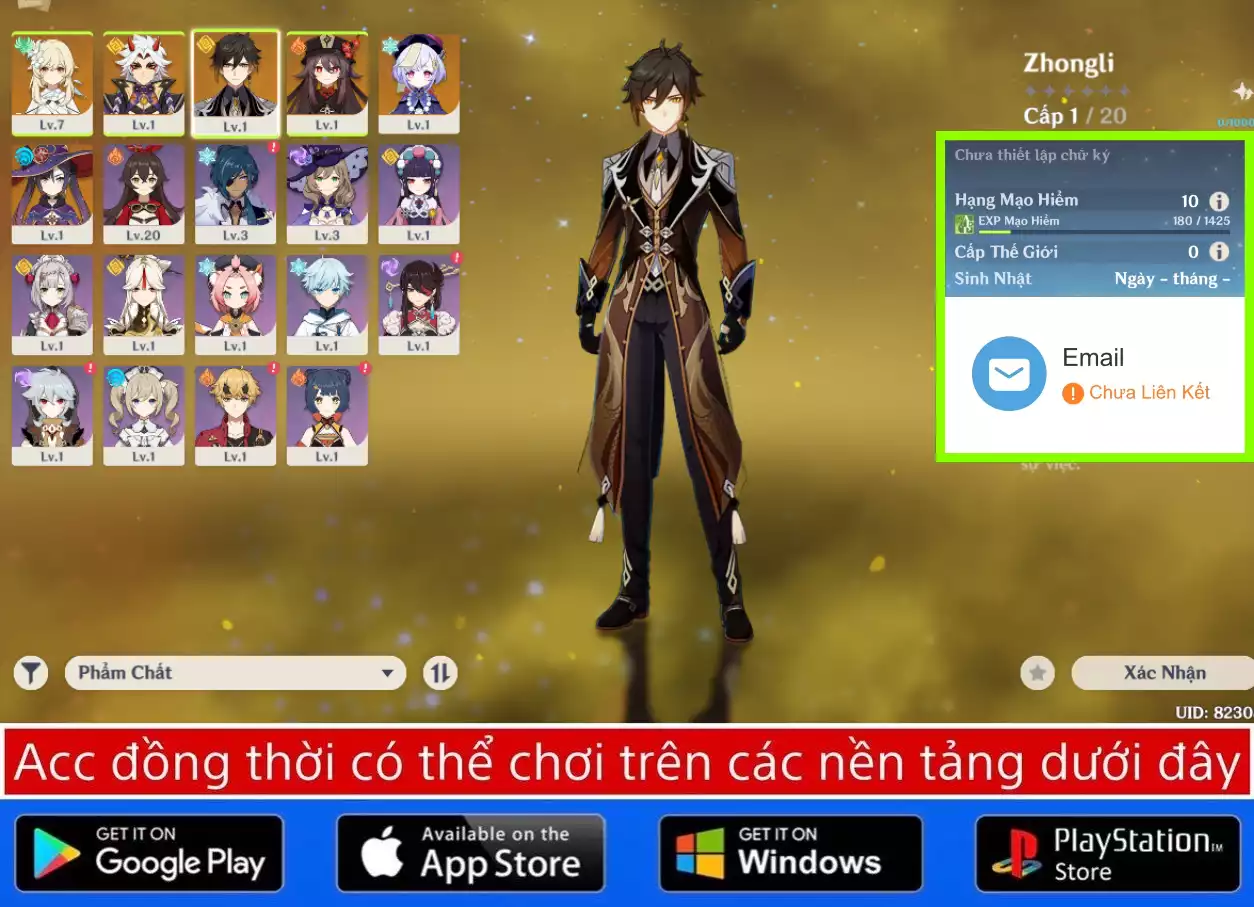 Lv.7
Lv.1
Lv.1
Lv.1
Lv.1
Lv.1
Lv.20
Lv.3
Lv.3
Lv.1
Lv.1
Lv.1
Lv.1
Lv.1
Lv.1
Lv.1
Lv.1
Lv.1
Lv.1
Zhongli
Cấp 1 / 20
0/1000
Chưa thiết lập chữ ký
Hạng Mạo Hiểm 10
EXP Mạo Hiểm 180 / 1425
Cấp Thế Giới 0
Sinh Nhật Ngày - tháng -
Email
Chưa Liên Kết
sự việc.
Phẩm Chất
Xác Nhận
UID: 8230
Acc đồng thời có thể chơi trên các nền tảng dưới đây
GET IT ON
Google Play
Available on the
App Store
GET IT ON
Windows
PlayStation™
Store